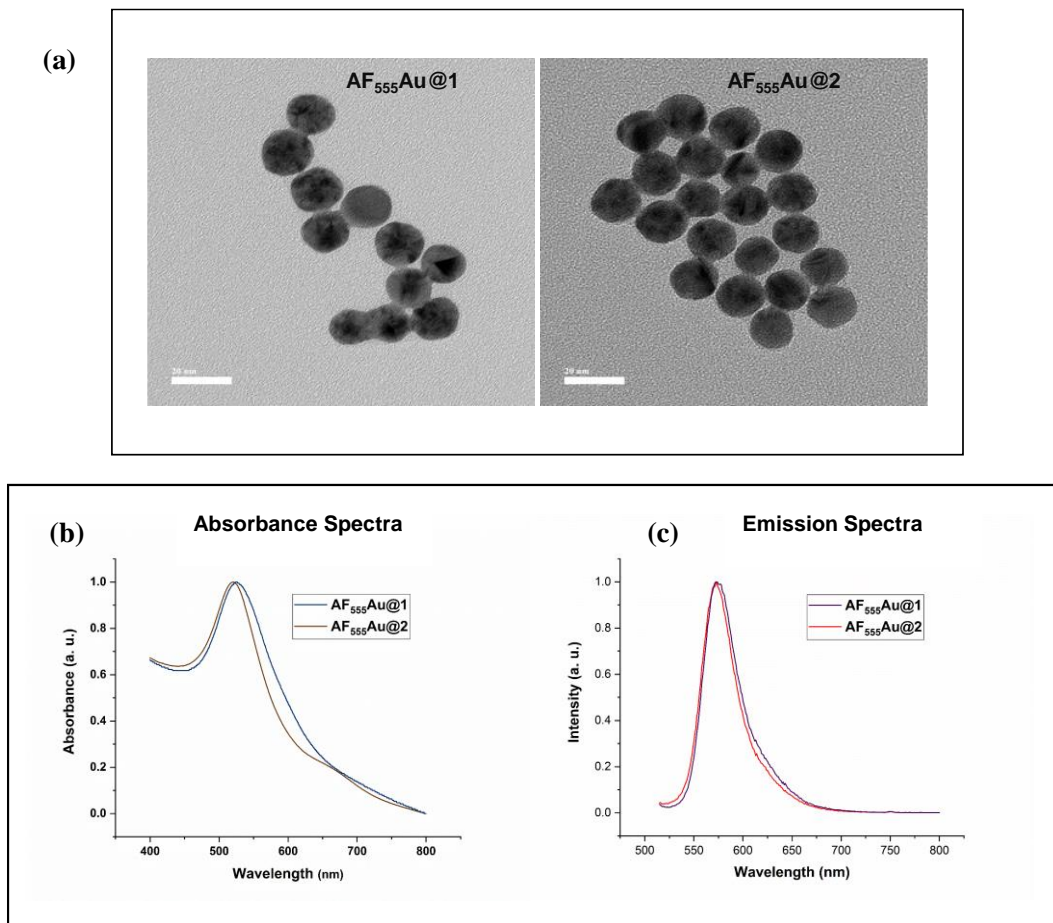 (a)
AF₅₅₅Au@1
AF₅₅₅Au@2
20 nm
20 nm
(b)
Absorbance Spectra
(c)
Emission Spectra
1.0
0.8
0.6
0.4
0.2
0.0
Absorbance (a. u.)
AF₅₅₅Au@1
AF₅₅₅Au@2
400
500
600
700
800
Wavelength (nm)
1.0
0.8
0.6
0.4
0.2
0.0
Intensity (a. u.)
AF₅₅₅Au@1
AF₅₅₅Au@2
500
550
600
650
700
750
800
Wavelength (nm)